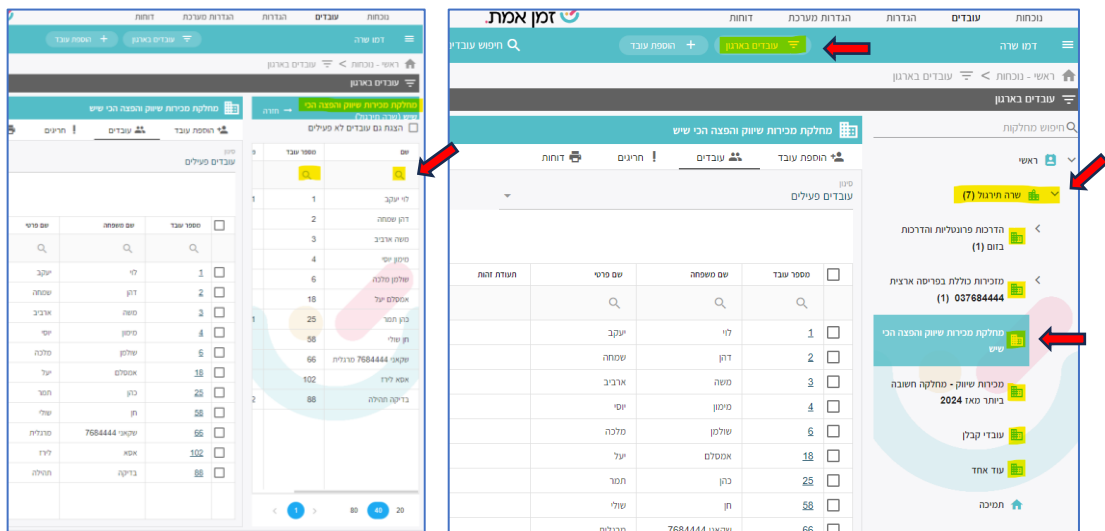 נוכחות עובדים הגדרות הגדרות מערכת דוחות זמן אמת.
דמו שרה עובדים בארגון + הוספת עובד חיפוש עובדים
ראשי - נוכחות > עובדים בארגון
עובדים בארגון
חיפוש מחלקות
ראשי
שרה תירגול (7)
הדרכות פרונטליות והדרכות
בזום (1)
מזכירות כוללת בפריסה ארצית
037684444 (1)
מחלקת מכירות שיווק והפצה הכי
שיש
מכירות שיווק - מחלקה חשובה
ביותר מאז 2024
עובדי קבלן
עוד אחד
תמיכה
מחלקת מכירות שיווק והפצה הכי שיש
הוספת עובד עובדים חריגים דוחות
סינון
עובדים פעילים
מספר עובד שם משפחה שם פרטי תעודת זהות
1 לוי יעקב
2 דהן שמחה
3 משה ארביב
4 מימון יוסי
6 שולמן מלכה
18 אמסלם יעל
25 כהן תמר
58 חן שולי
66 שקאני 7684444 מרגלית
נוכחות עובדים הגדרות הגדרות מערכת דוחות
דמו שרה עובדים בארגון + הוספת עובד
ראשי - נוכחות > עובדים בארגון
עובדים בארגון
מחלקת מכירות שיווק והפצה הכי
שיש (שרה תירגול) → חזרה
הצגת גם עובדים לא פעילים
שם מספר עובד
לוי יעקב 1
דהן שמחה 2
משה ארביב 3
מימון יוסי 4
שולמן מלכה 6
אמסלם יעל 18
כהן תמר 25
חן שולי 58
שקאני 7684444 מרגלית 66
אסא לירז 102
בדיקה תהילה 88
20 40 80 < 1 >
מחלקת מכירות שיווק והפצה הכי שיש
הוספת עובד עובדים חריגים
סינון
עובדים פעילים
מספר עובד שם משפחה שם פרטי
1 לוי יעקב
2 דהן שמחה
3 משה ארביב
4 מימון יוסי
6 שולמן מלכה
18 אמסלם יעל
25 כהן תמר
58 חן שולי
66 שקאני 7684444 מרגלית
102 אסא לירז
88 בדיקה תהילה